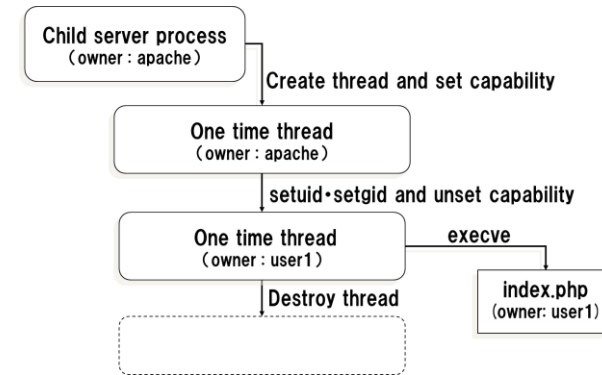 Child server process
(owner : apache)
Create thread and set capability
One time thread
(owner : apache)
setuid・setgid and unset capability
One time thread
(owner : user1)
execve
index.php
(owner: user1)
Destroy thread